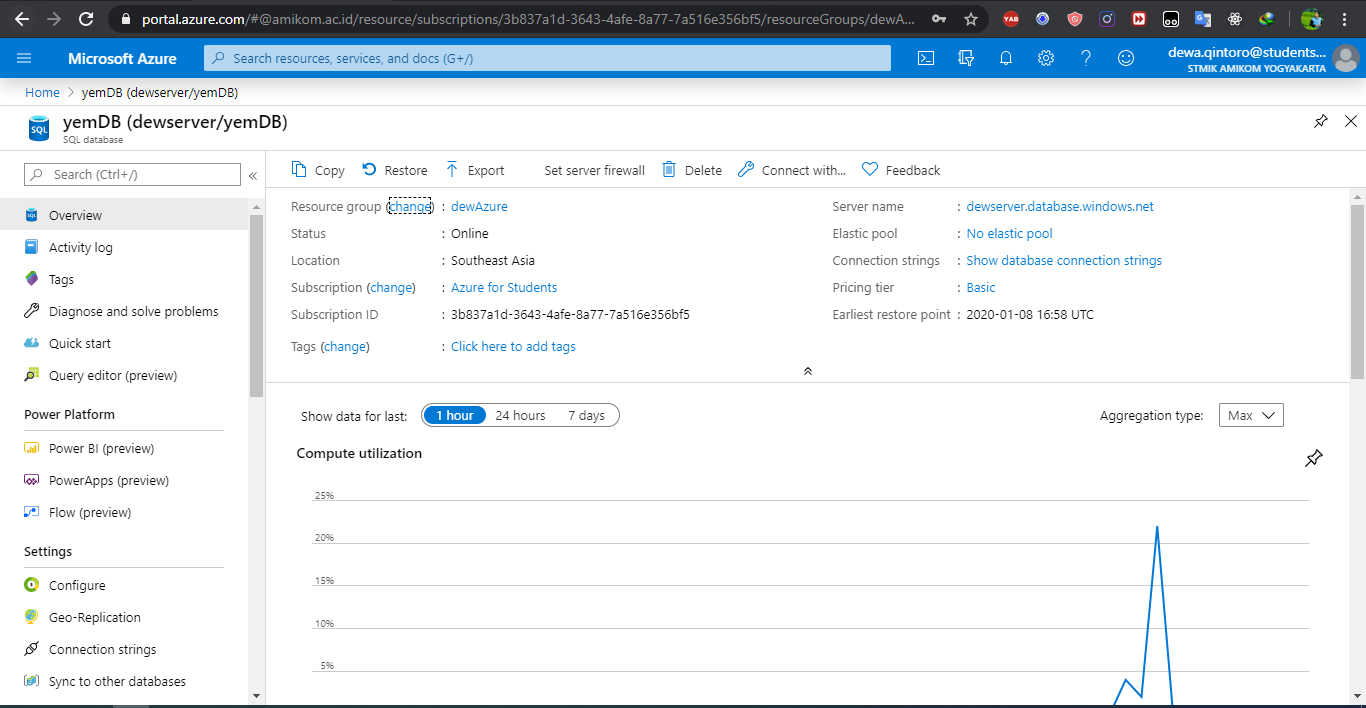 portal.azure.com/#@amikom.ac.id/resource/subscriptions/3b837a1d-3643-4afe-8a77-7a516e356bf5/resourceGroups/dewA...
YAB
Microsoft Azure
Search resources, services, and docs (G+/)
dewa.qintoro@students...
STMIK AMIKOM YOGYAKARTA
Home > yemDB (dewserver/yemDB)
SQL
yemDB (dewserver/yemDB)
SQL database
Search (Ctrl+/)
«
Overview
Activity log
Tags
Diagnose and solve problems
Quick start
Query editor (preview)
Power Platform
Power BI (preview)
PowerApps (preview)
Flow (preview)
Settings
Configure
Geo-Replication
Connection strings
Sync to other databases
Copy Restore Export Set server firewall Delete Connect with... Feedback
Resource group (change) : dewAzure
Status : Online
Location : Southeast Asia
Subscription (change) : Azure for Students
Subscription ID : 3b837a1d-3643-4afe-8a77-7a516e356bf5
Tags (change) : Click here to add tags
Server name : dewserver.database.windows.net
Elastic pool : No elastic pool
Connection strings : Show database connection strings
Pricing tier : Basic
Earliest restore point : 2020-01-08 16:58 UTC
Show data for last: 1 hour 24 hours 7 days
Aggregation type: Max
Compute utilization
25%
20%
15%
10%
5%